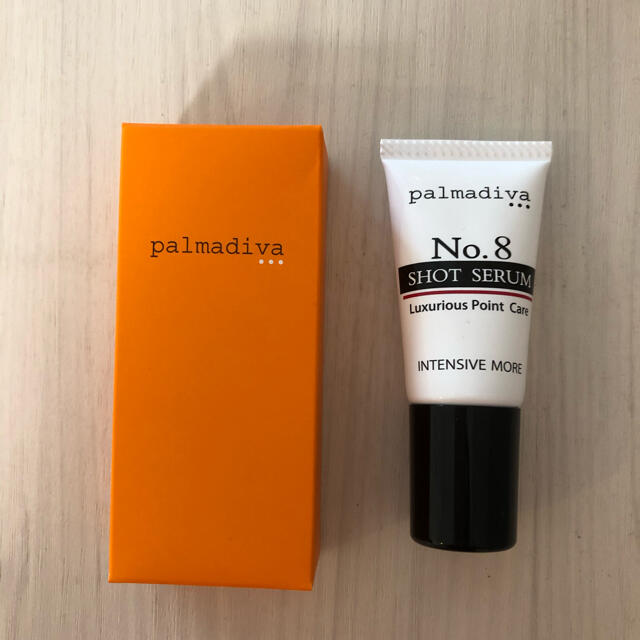 palmadiva
palmadiva
No.8
SHOT SERUM
Luxurious Point Care
INTENSIVE MORE